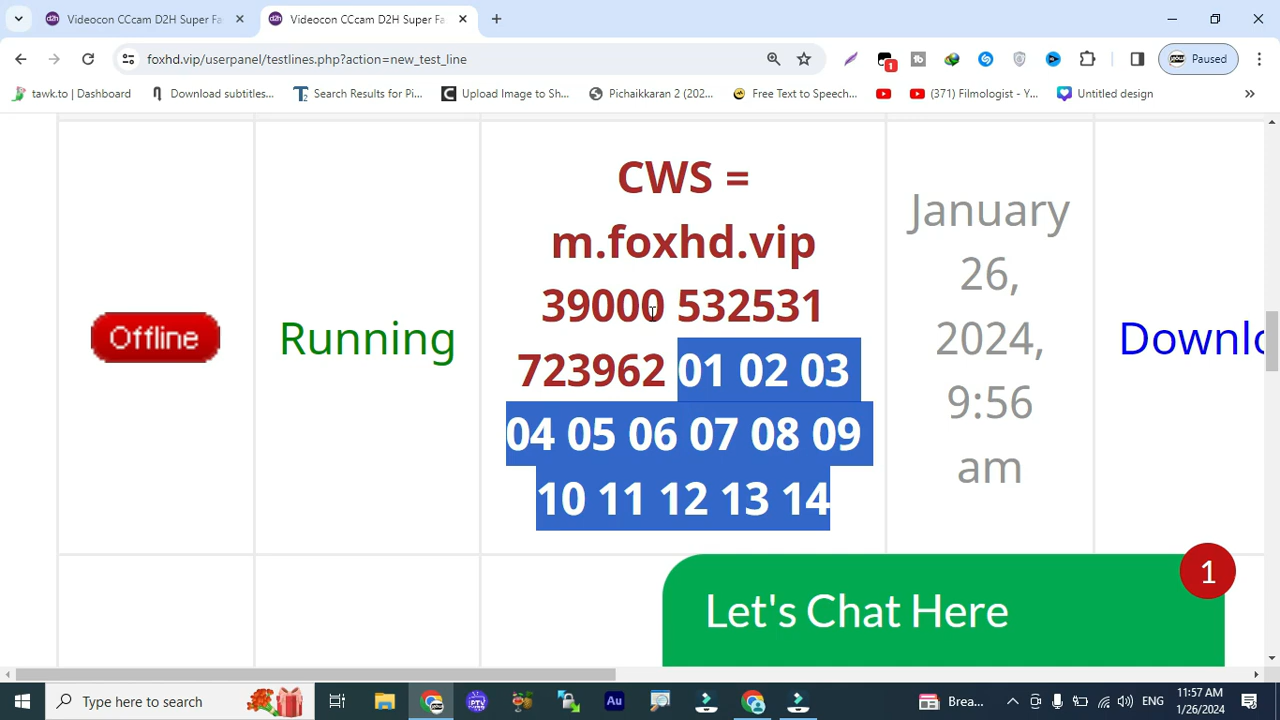 Videocon CCcam D2H Super Fa
Videocon CCcam D2H Super Fa
foxhd.vip/userpanel/testlines.php?action=new_test_line
1
Paused
tawk.to | Dashboard
Download subtitles...
Search Results for Pi...
Upload Image to Sh...
Pichaikkaran 2 (202...
Free Text to Speech...
(371) Filmologist - Y...
Untitled design
Offline
Running
CWS =
m.foxhd.vip
39000 532531
723962 01 02 03
04 05 06 07 08 09
10 11 12 13 14
January
26,
2024,
9:56
am
Downlo
Let's Chat Here
1
Type here to search
Brea...
ENG
11:57 AM
1/26/2024